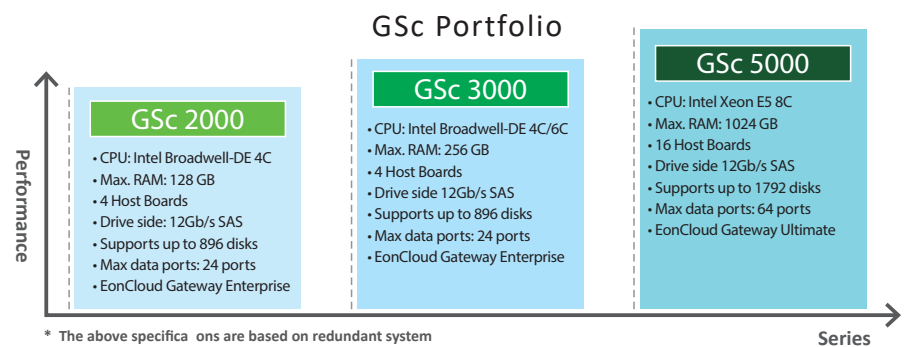 GSc Portfolio
Performance
GSc 2000
• CPU: Intel Broadwell-DE 4C
• Max. RAM: 128 GB
• 4 Host Boards
• Drive side: 12Gb/s SAS
• Supports up to 896 disks
• Max data ports: 24 ports
• EonCloud Gateway Enterprise
GSc 3000
• CPU: Intel Broadwell-DE 4C/6C
• Max. RAM: 256 GB
• 4 Host Boards
• Drive side 12Gb/s SAS
• Supports up to 896 disks
• Max data ports: 24 ports
• EonCloud Gateway Enterprise
GSc 5000
• CPU: Intel Xeon E5 8C
• Max. RAM: 1024 GB
• 16 Host Boards
• Drive side 12Gb/s SAS
• Supports up to 1792 disks
• Max data ports: 64 ports
• EonCloud Gateway Ultimate
* The above specifica ons are based on redundant system
Series